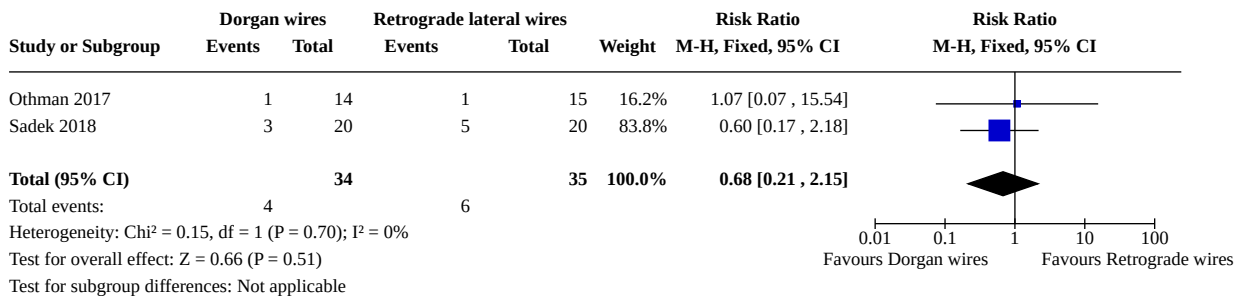 Dorgan wires Retrograde lateral wires Risk Ratio Risk Ratio
Study or Subgroup Events Total Events Total Weight M-H, Fixed, 95% CI M-H, Fixed, 95% CI
Othman 2017 1 14 1 15 16.2% 1.07 [0.07 , 15.54]
Sadek 2018 3 20 5 20 83.8% 0.60 [0.17 , 2.18]
Total (95% CI) 34 35 100.0% 0.68 [0.21 , 2.15]
Total events: 4 6
Heterogeneity: Chi² = 0.15, df = 1 (P = 0.70); I² = 0%
0.01 0.1 1 10 100
Test for overall effect: Z = 0.66 (P = 0.51) Favours Dorgan wires Favours Retrograde wires
Test for subgroup differences: Not applicable